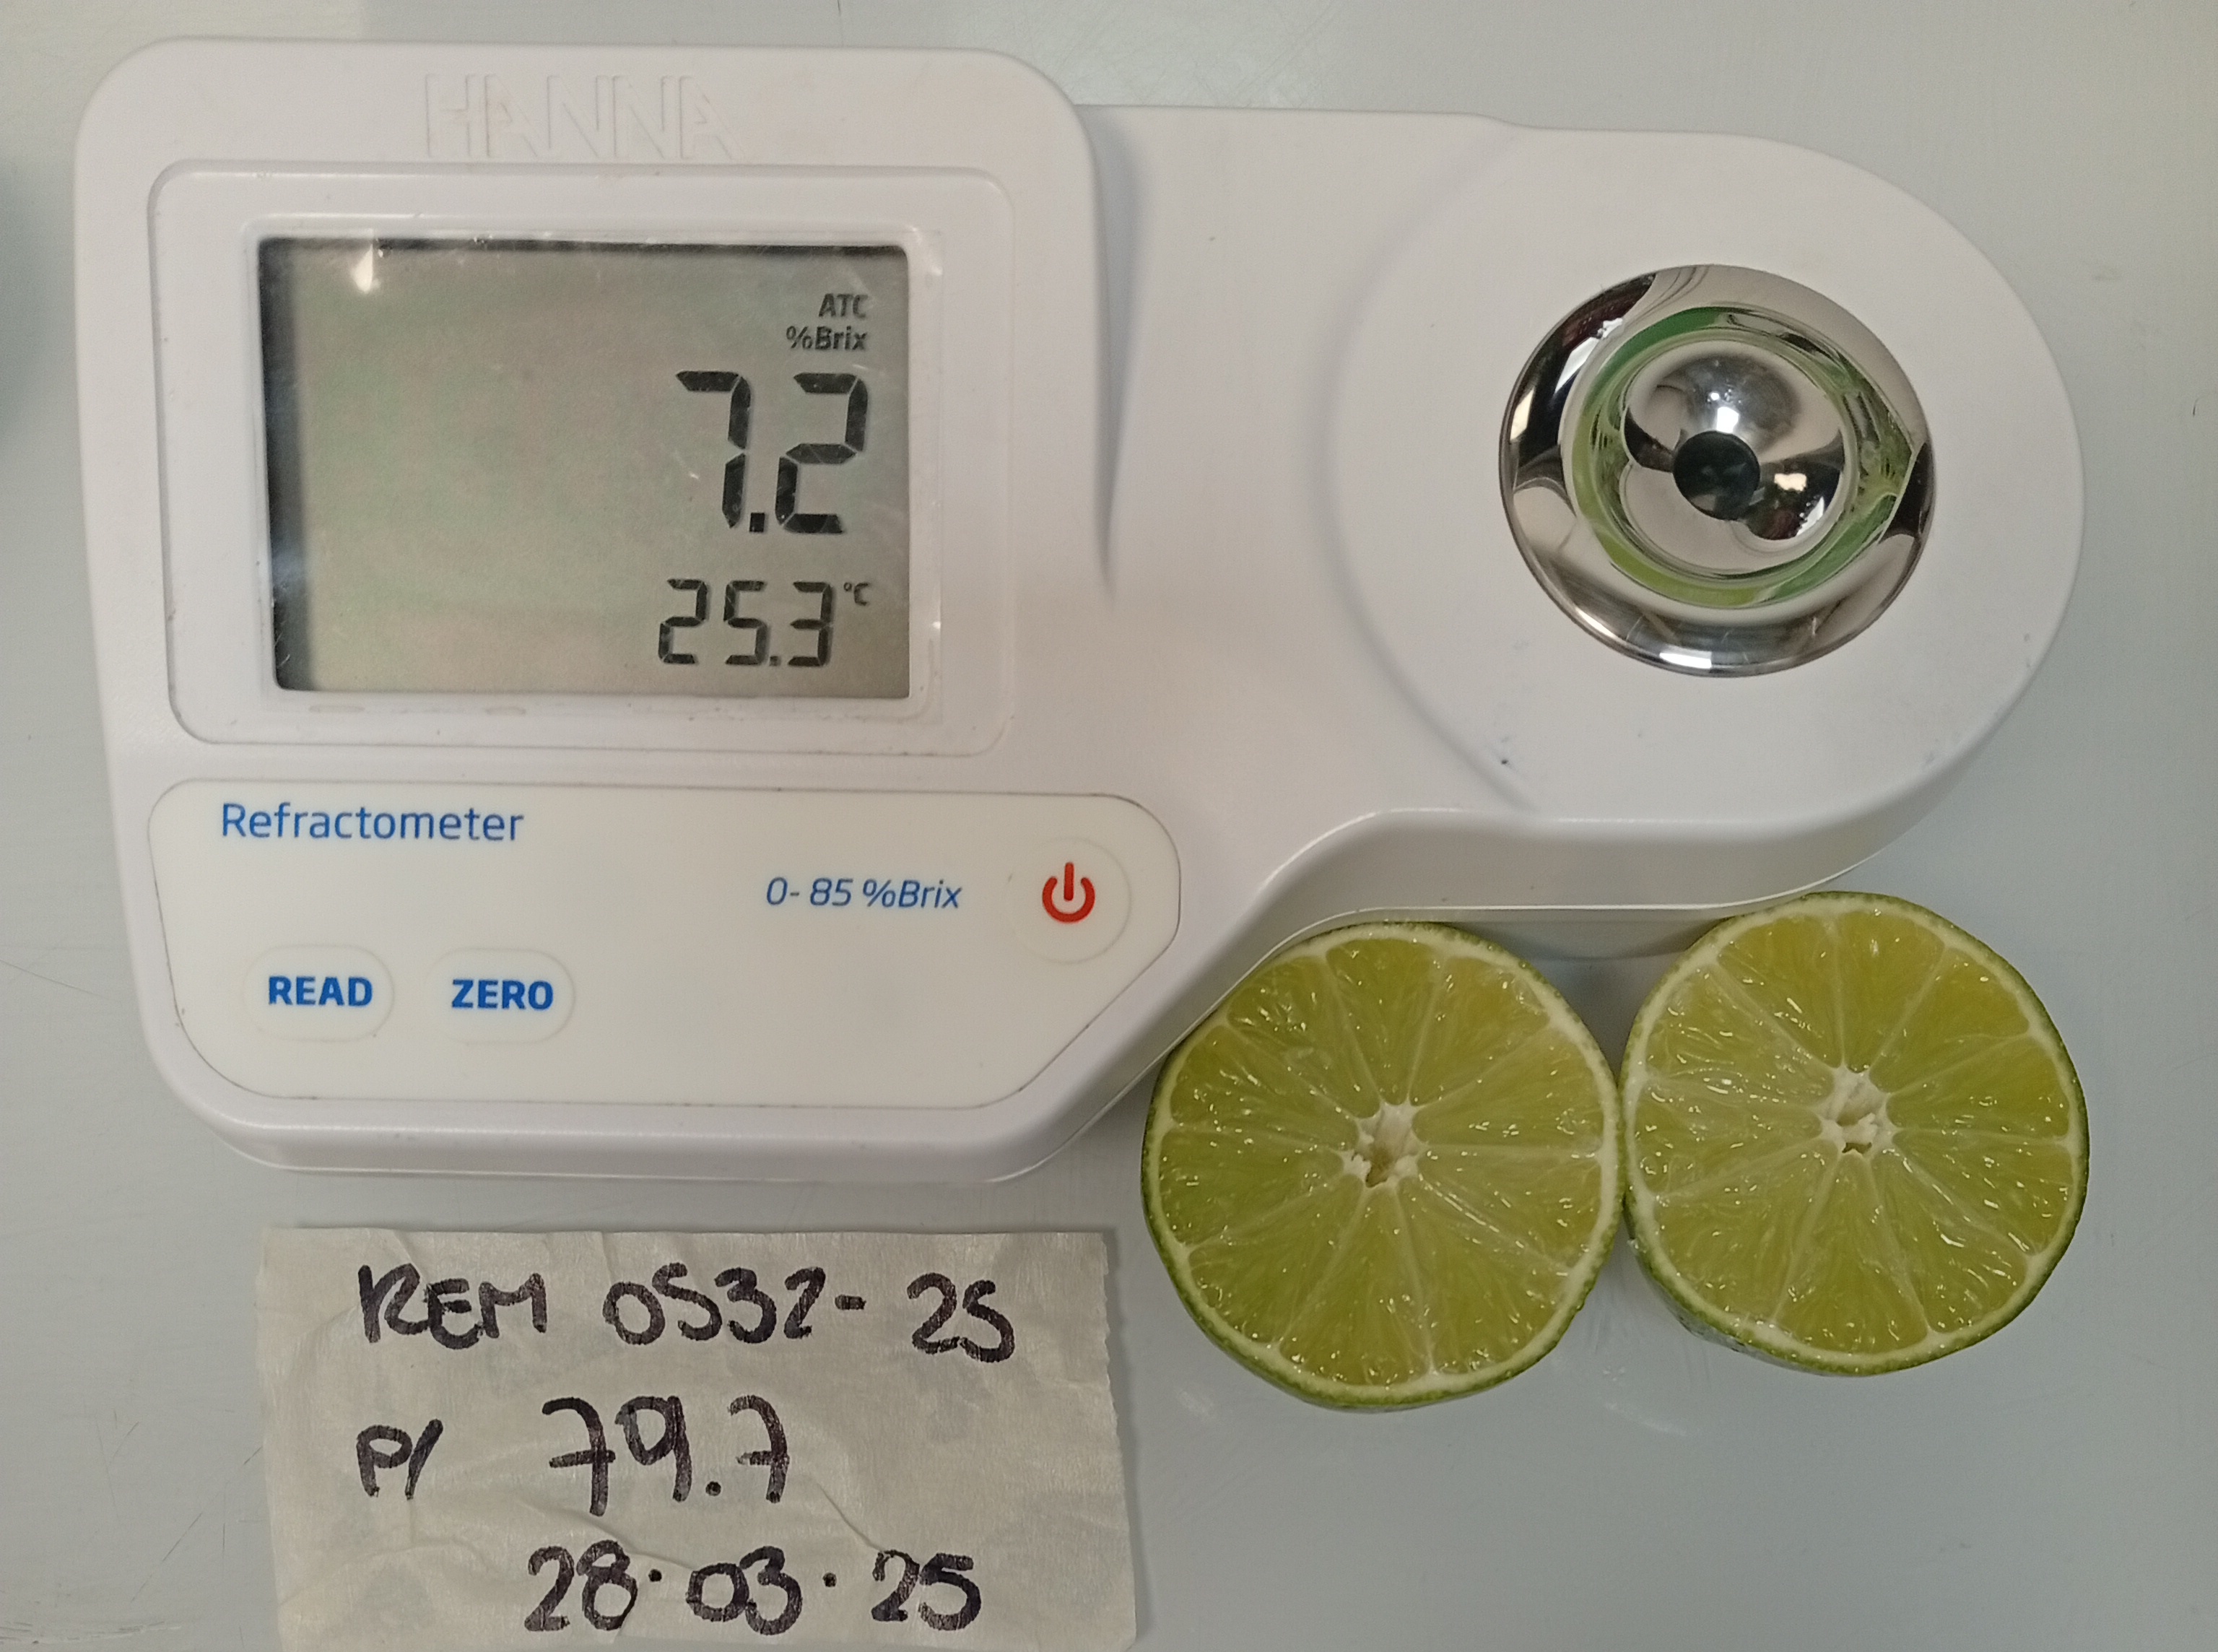 HANNA
ATC
%Brix
7.2
25.3 °C
Refractometer
0- 85 %Brix
READ ZERO
REM 0532- 25
P/ 79.7
28.03.25